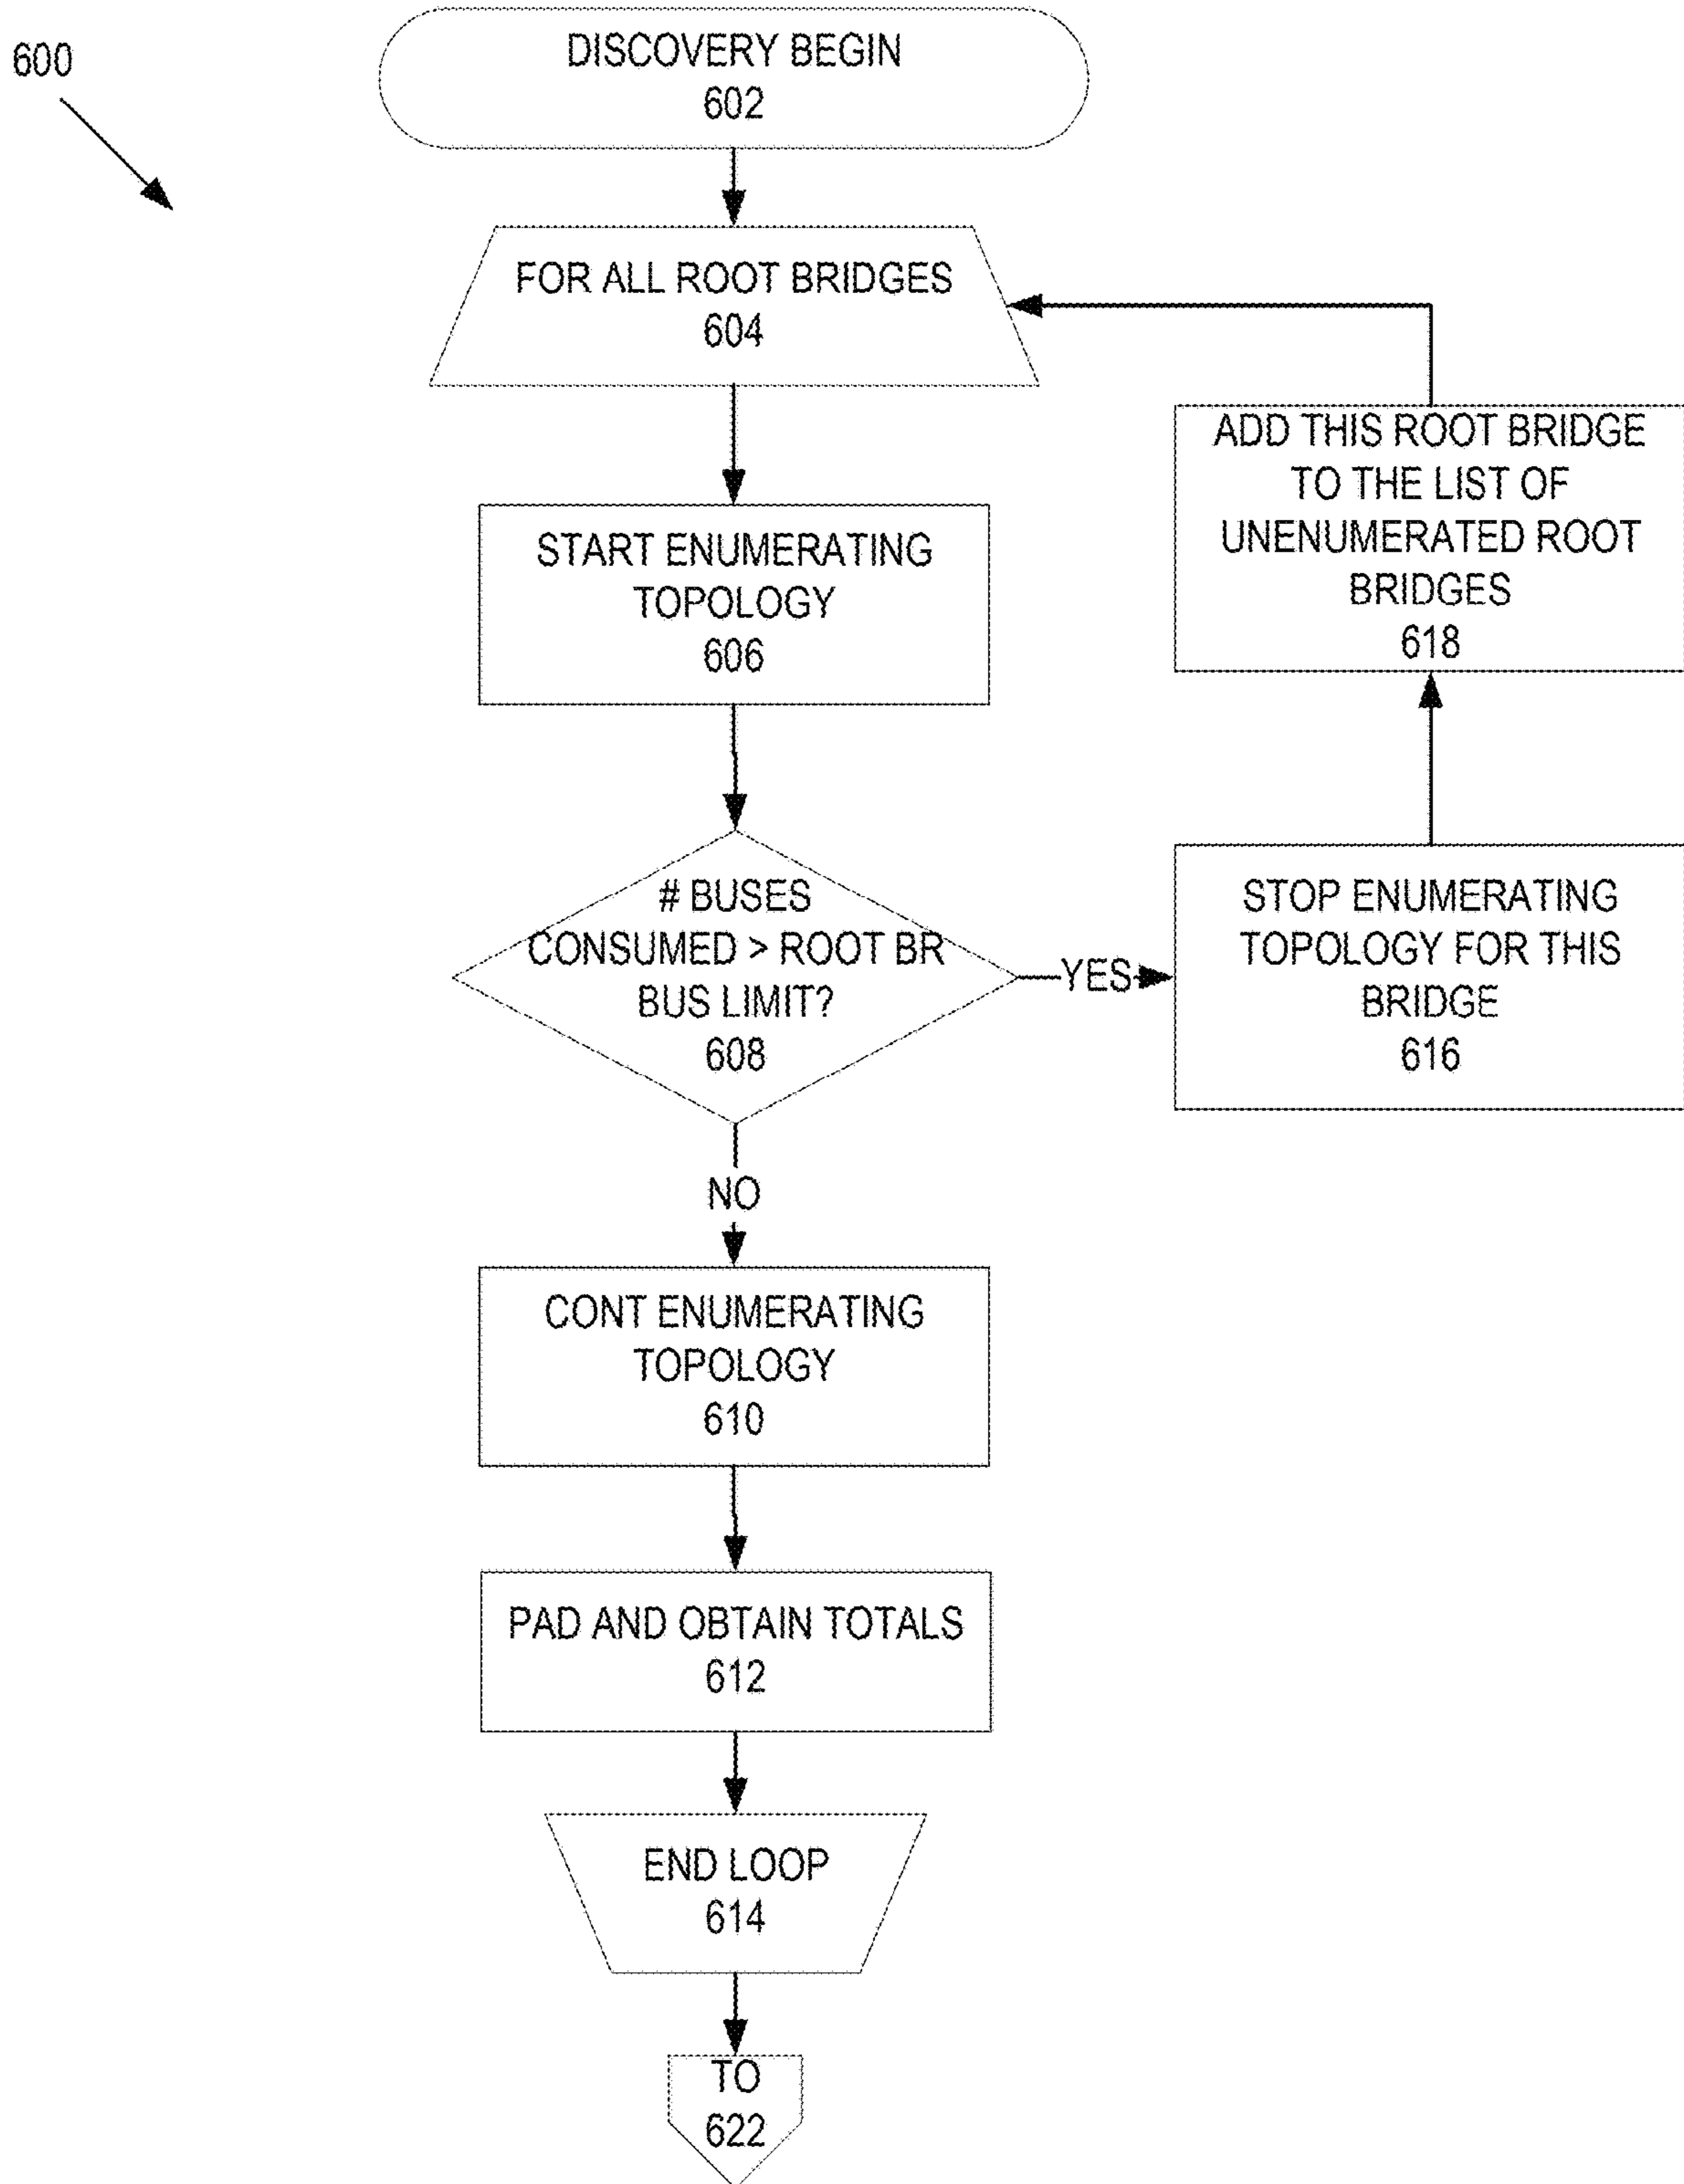 600
DISCOVERY BEGIN
602
FOR ALL ROOT BRIDGES
604
START ENUMERATING
TOPOLOGY
606
# BUSES
CONSUMED > ROOT BR
BUS LIMIT?
608
YES
STOP ENUMERATING
TOPOLOGY FOR THIS
BRIDGE
616
ADD THIS ROOT BRIDGE
TO THE LIST OF
UNENUMERATED ROOT
BRIDGES
618
NO
CONT ENUMERATING
TOPOLOGY
610
PAD AND OBTAIN TOTALS
612
END LOOP
614
TO
622